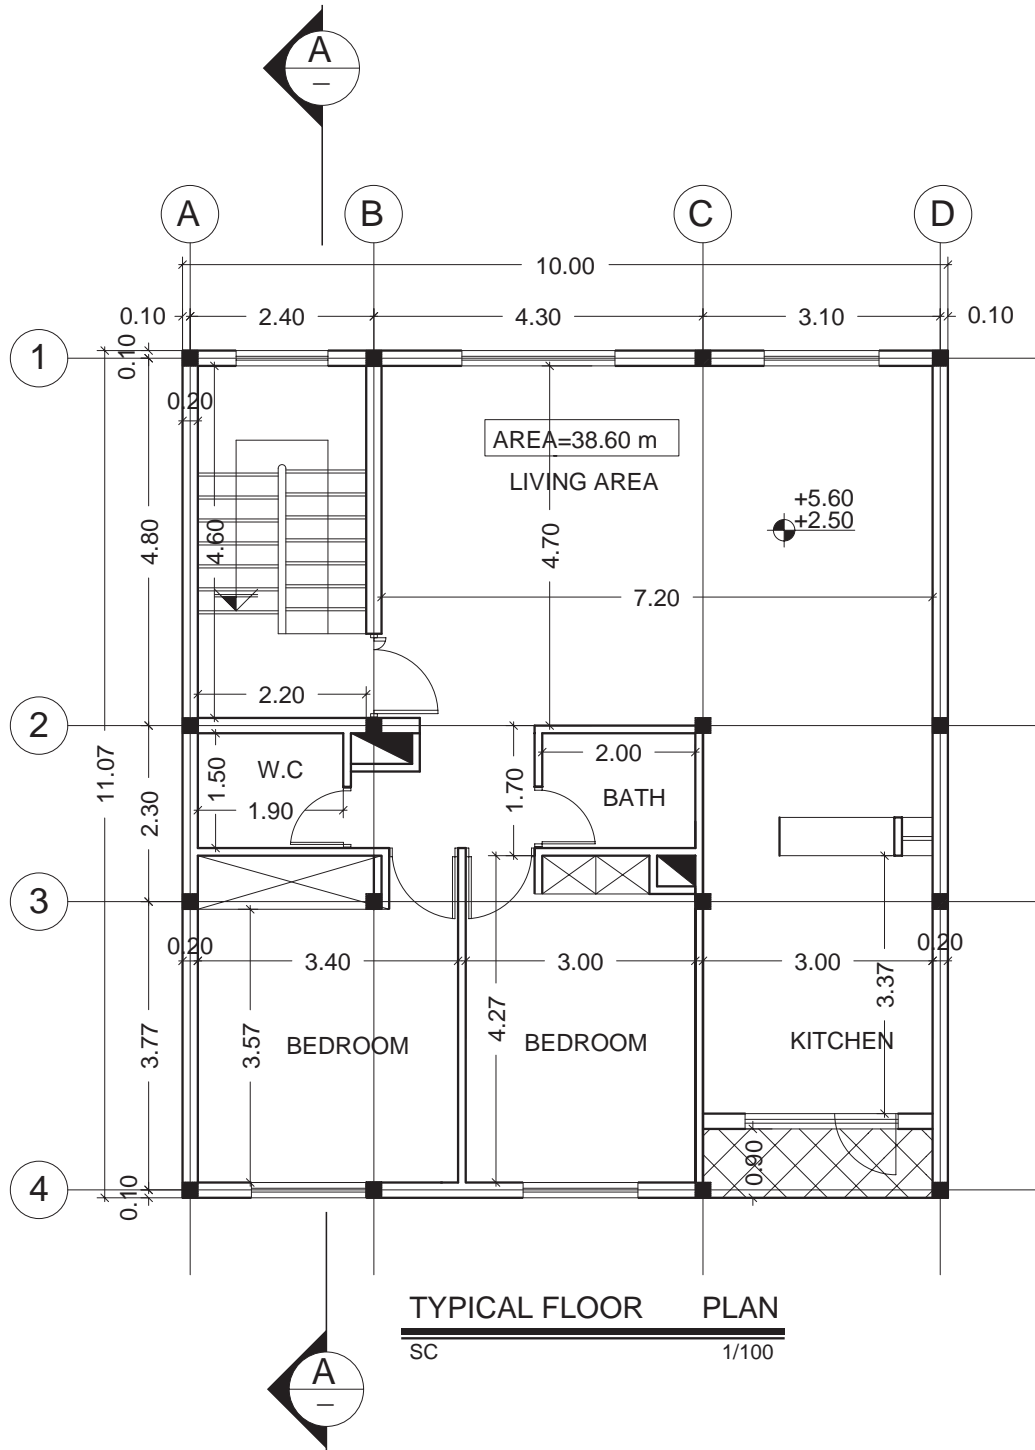 A
–
A
B
C
D
10.00
0.10
2.40
4.30
3.10
0.10
1
0.10
0.20
AREA=38.60 m
LIVING AREA
+5.60
+2.50
4.80
4.60
4.70
7.20
2.20
2
11.07
2.30
1.50
W.C
1.90
1.70
2.00
BATH
3
0.20
3.40
3.00
3.00
0.20
3.77
3.57
4.27
3.37
BEDROOM
BEDROOM
KITCHEN
0.90
4
0.10
TYPICAL FLOOR PLAN
SC 1/100
A
–